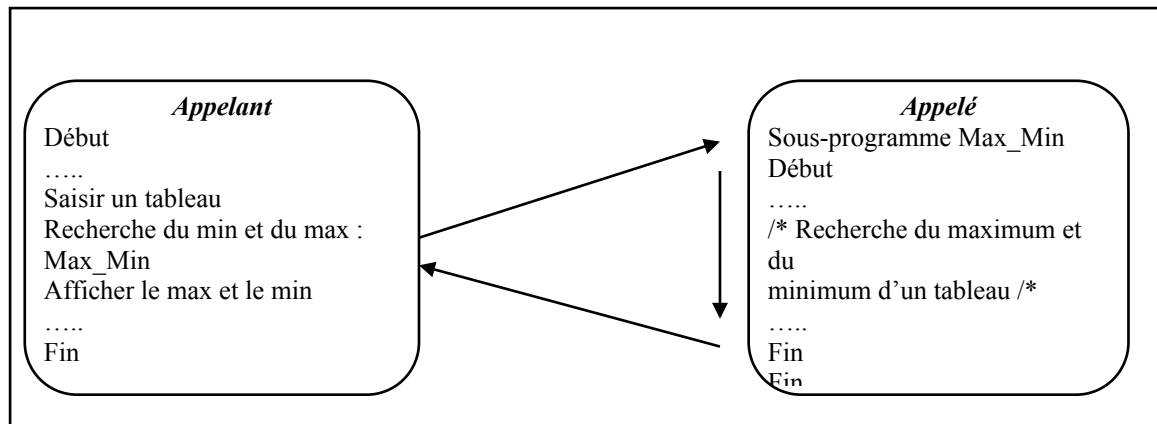 Appelant
Début
…..
Saisir un tableau
Recherche du min et du max :
Max_Min
Afficher le max et le min
…..
Fin
Appelé
Sous-programme Max_Min
Début
…..
/* Recherche du maximum et
du
minimum d’un tableau /*
…..
Fin
Fin